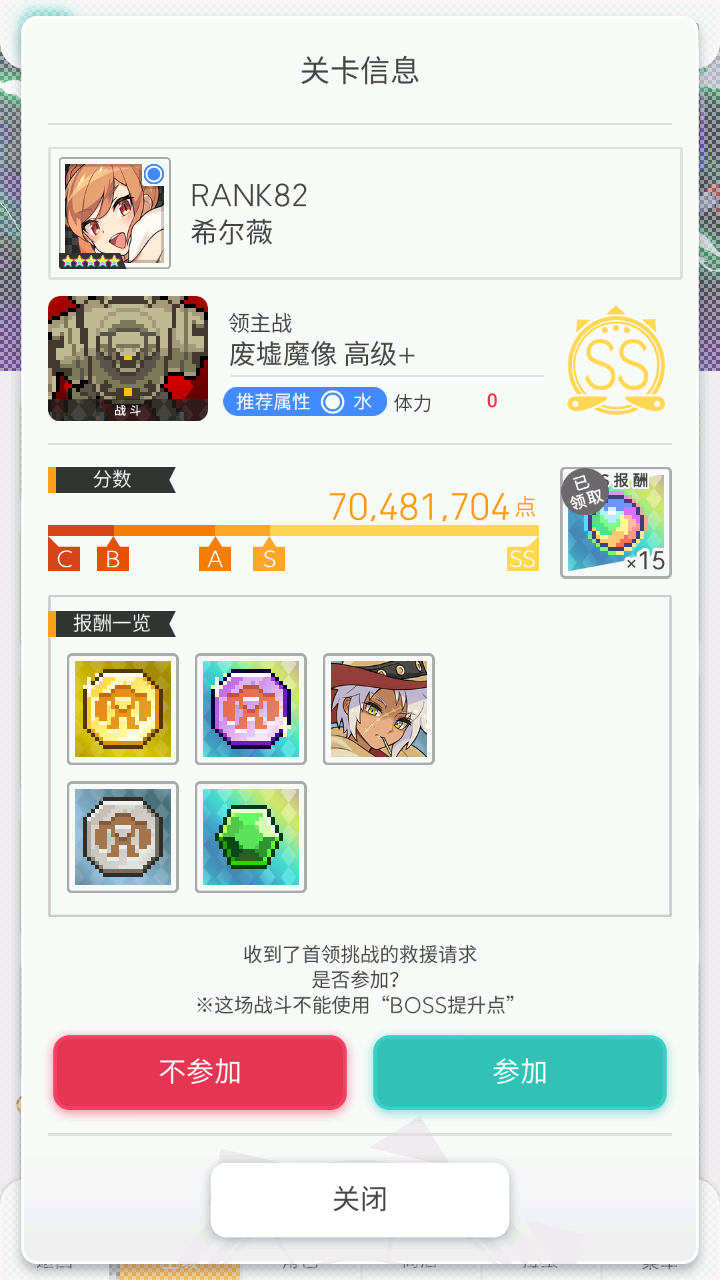 关卡信息
RANK82
希尔薇
领主战
废墟魔像 高级+
SS
战斗
推荐属性 水 体力 0
分数
已领取
S报酬
70,481,704点
C B A S SS
×15
报酬一览
收到了首领挑战的救援请求
是否参加?
※这场战斗不能使用“BOSS提升点”
不参加
参加
关闭